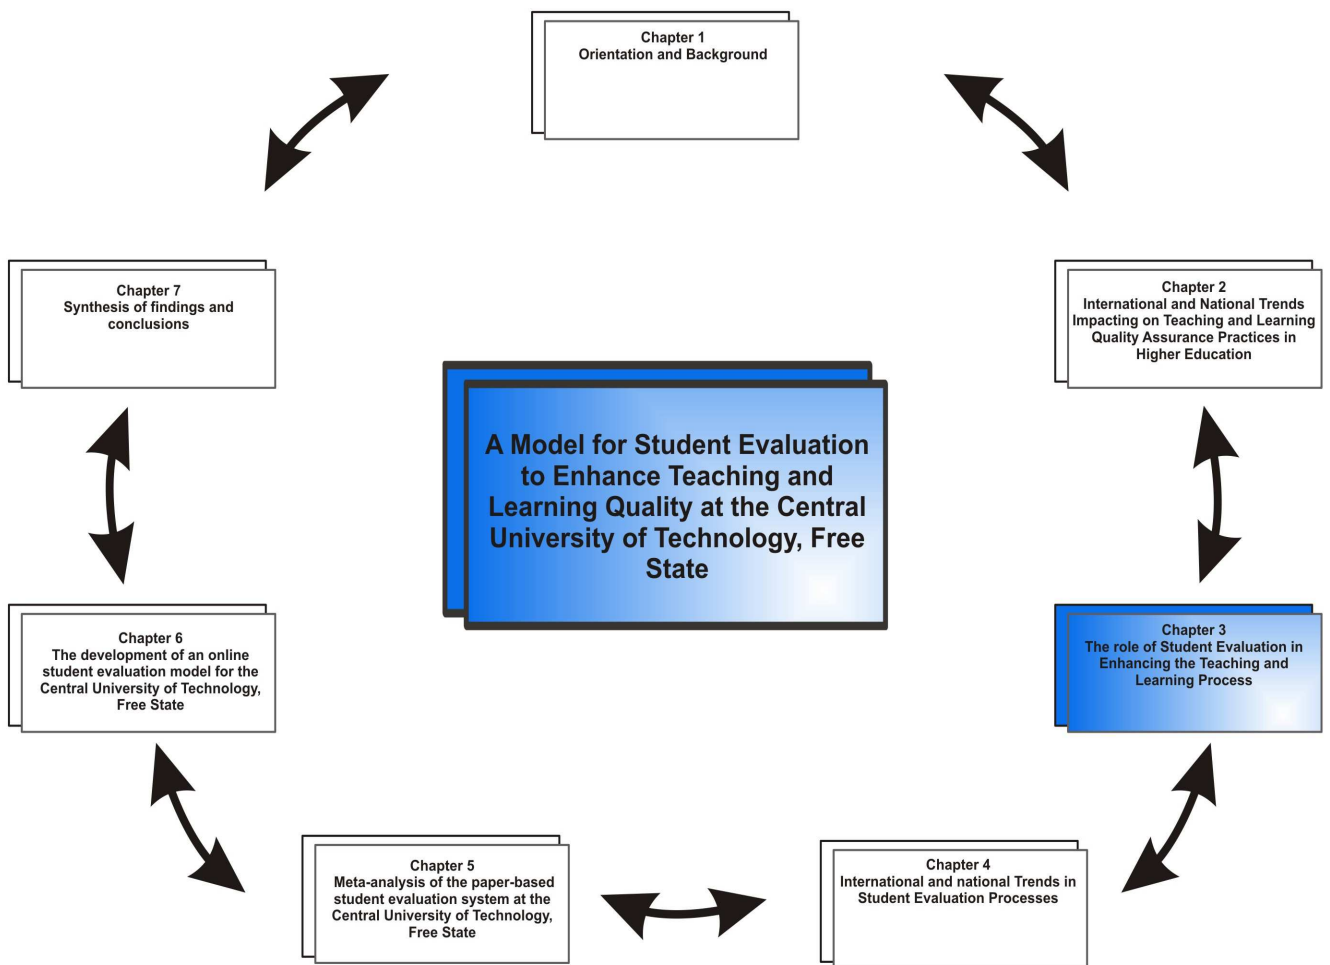 Chapter 1
Orientation and Background
Chapter 7
Synthesis of findings and
conclusions
Chapter 2
International and National Trends
Impacting on Teaching and Learning
Quality Assurance Practices in
Higher Education
A Model for Student Evaluation
to Enhance Teaching and
Learning Quality at the Central
University of Technology, Free
State
Chapter 6
The development of an online
student evaluation model for the
Central University of Technology,
Free State
Chapter 3
The role of Student Evaluation in
Enhancing the Teaching and
Learning Process
Chapter 5
Meta-analysis of the paper-based
student evaluation system at the
Central University of Technology,
Free State
Chapter 4
International and national Trends in
Student Evaluation Processes